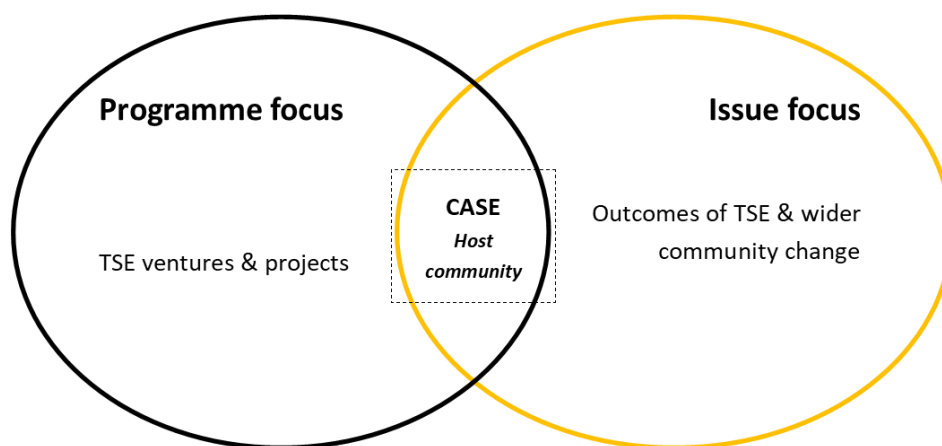 Programme focus
TSE ventures & projects
CASE
Host
community
Issue focus
Outcomes of TSE & wider
community change